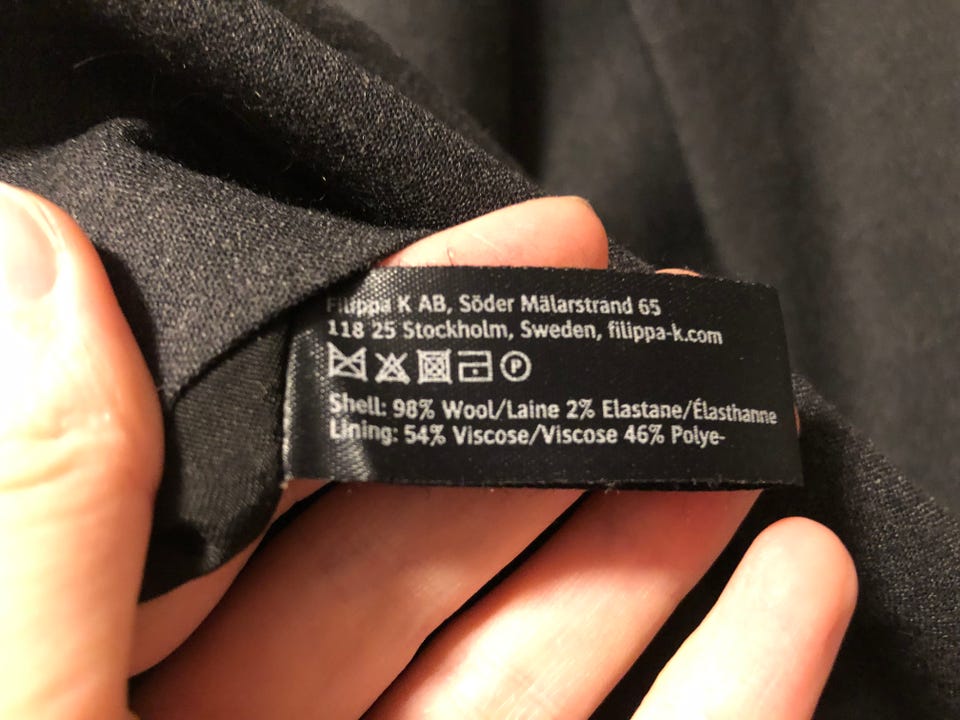 Filippa K AB, Söder Mälarstrand 65
118 25 Stockholm, Sweden, filippa-k.com
P
Shell: 98% Wool/Laine 2% Elastane/Élasthanne
Lining: 54% Viscose/Viscose 46% Polye-